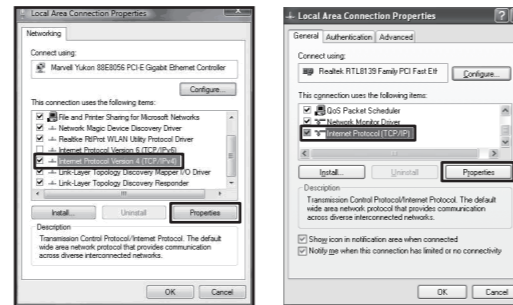 Local Area Connection Properties
Networking
Connect using:
Marvell Yukon 88E8056 PCI-E Gigabit Ethernet Controller
Configure...
This connection uses the following items:
File and Printer Sharing for Microsoft Networks
Network Magic Device Discovery Driver
Realtke RtlProt WLAN Utility Protocol Driver
Internet Protocol Version 6 (TCP/IPv6)
Internet Protocol Version 4 (TCP/IPv4)
Link-Layer Topology Discovery Mapper I/O Driver
Link-Layer Topology Discovery Responder
Install...
Uninstall
Properties
Description
Transmission Control Protocol/Internet Protocol. The default
wide area network protocol that provides communication
across diverse interconnected networks.
OK
Cancel
Local Area Connection Properties
General
Authentication
Advanced
Connect using:
Realtek RTL8139 Family PCI Fast Eth
Configure...
This connection uses the following items:
QoS Packet Scheduler
Network Monitor Driver
Internet Protocol (TCP/IP)
Install...
Uninstall
Properties
Description
Transmission Control Protocol/Internet Protocol. The default
wide area network protocol that provides communication
across diverse interconnected networks.
Show icon in notification area when connected
Notify me when this connection has limited or no connectivity
OK
Cancel